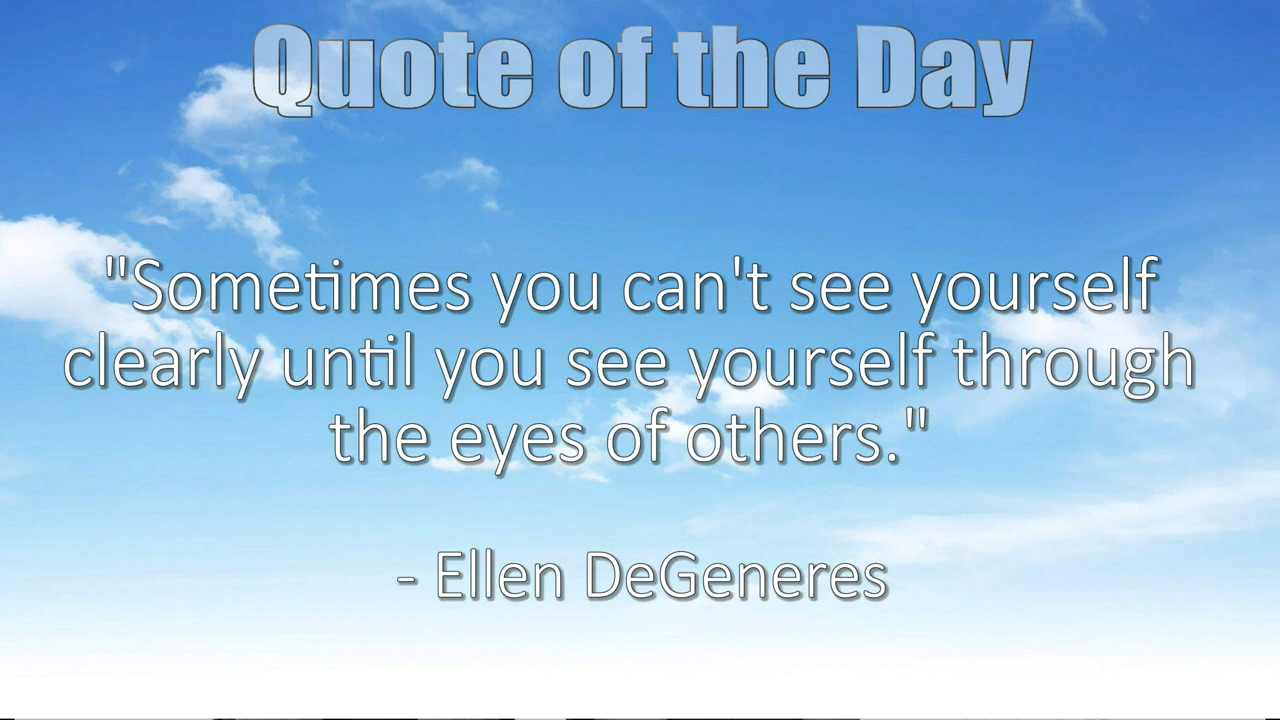 Quote of the Day
"Sometimes you can't see yourself
clearly until you see yourself through
the eyes of others."
- Ellen DeGeneres